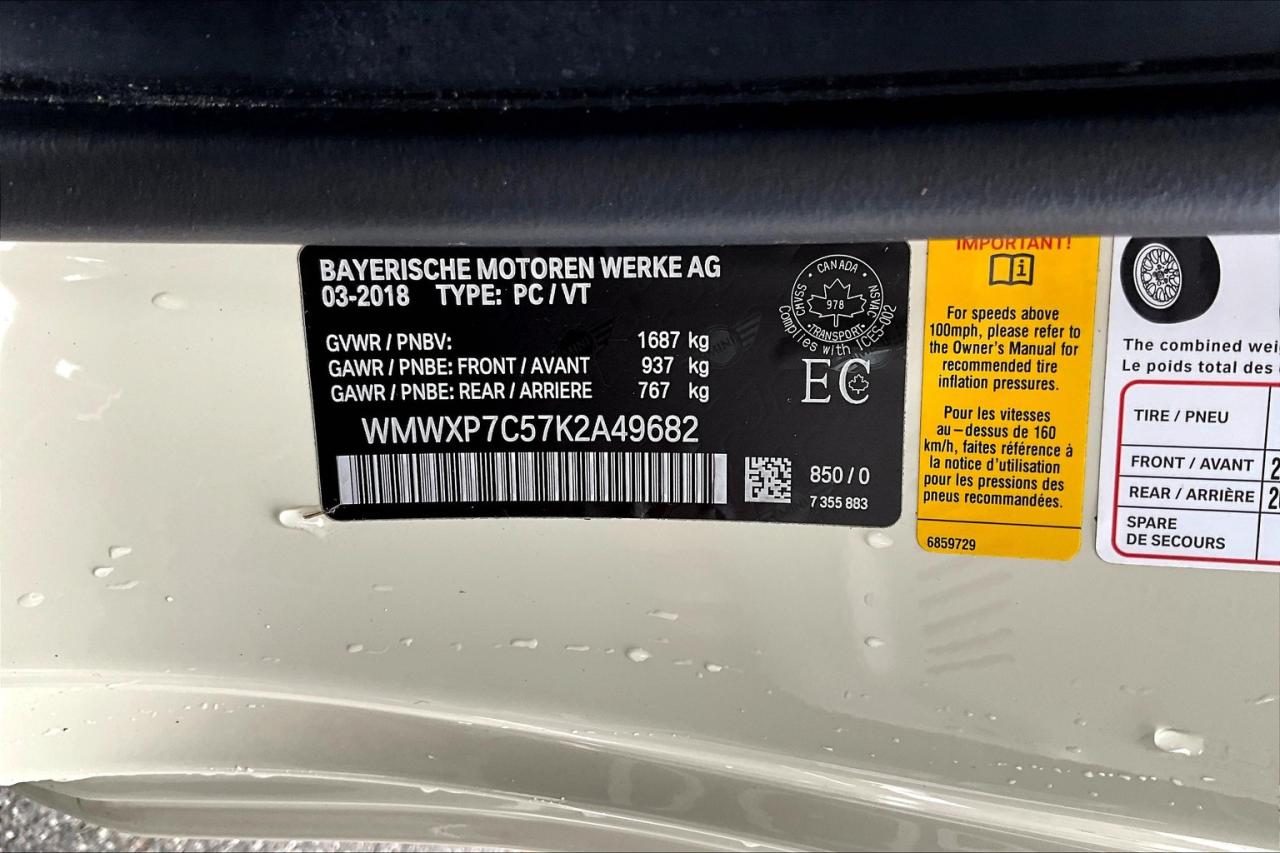 BAYERISCHE MOTOREN WERKE AG
03-2018 TYPE: PC / VT
GVWR / PNBV: 1687 kg
GAWR / PNBE: FRONT / AVANT 937 kg
GAWR / PNBE: REAR / ARRIERE 767 kg
WMWXP7C57K2A49682
850 / 0
7 355 883
CANADA
CMVSS NSVAC
978
TRANSPORT
Complies with ICES-002
EC
IMPORTANT!
For speeds above
100mph, please refer to
the Owner's Manual for
recommended tire
inflation pressures.
Pour les vitesses
au – dessus de 160
km/h, faites référence à
la notice d'utilisation
pour les pressions des
pneus recommandées.
6859729
The combined wei
Le poids total des
TIRE / PNEU
FRONT / AVANT 2
REAR / ARRIÈRE 2
SPARE
DE SECOURS